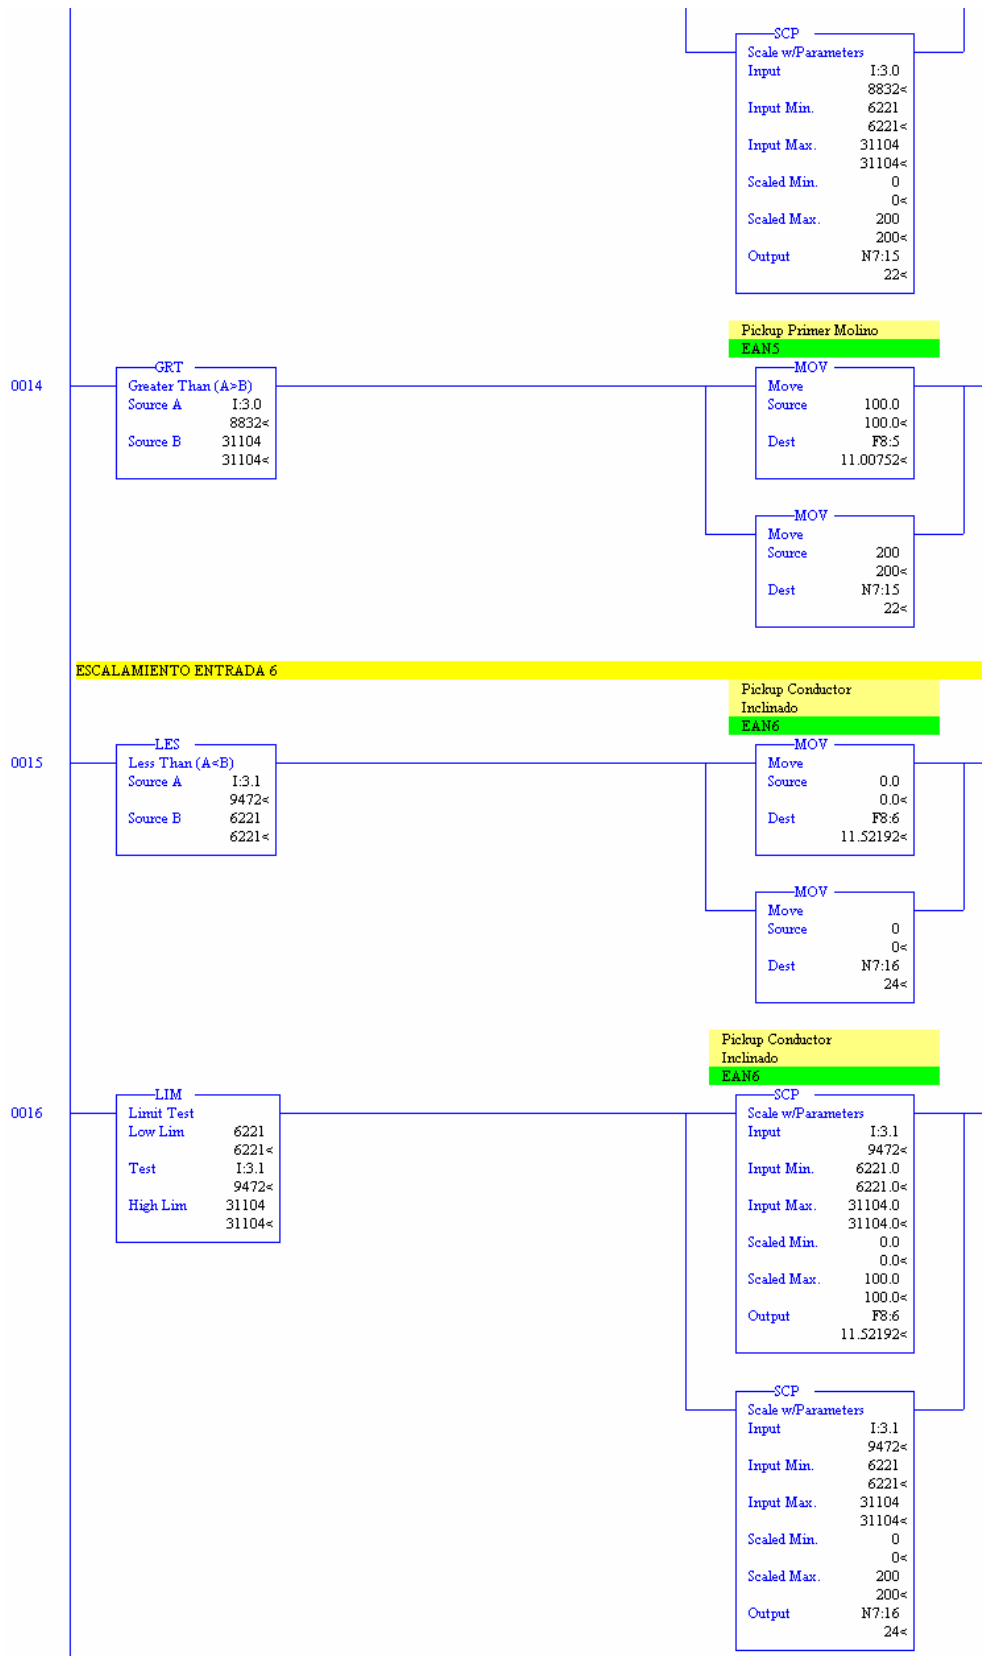 SCP
Scale w/Parameters
Input I:3.0
8832<
Input Min. 6221
6221<
Input Max. 31104
31104<
Scaled Min. 0
0<
Scaled Max. 200
200<
Output N7:15
22<
Pickup Primer Molino
EAN5
0014
GRT
Greater Than (A>B)
Source A I:3.0
8832<
Source B 31104
31104<
MOV
Move
Source 100.0
100.0<
Dest F8:5
11.00752<
MOV
Move
Source 200
200<
Dest N7:15
22<
ESCALAMIENTO ENTRADA 6
Pickup Conductor
Inclinado
EAN6
0015
LES
Less Than (A<B)
Source A I:3.1
9472<
Source B 6221
6221<
MOV
Move
Source 0.0
0.0<
Dest F8:6
11.52192<
MOV
Move
Source 0
0<
Dest N7:16
24<
Pickup Conductor
Inclinado
EAN6
0016
LIM
Limit Test
Low Lim 6221
6221<
Test I:3.1
9472<
High Lim 31104
31104<
SCP
Scale w/Parameters
Input I:3.1
9472<
Input Min. 6221.0
6221.0<
Input Max. 31104.0
31104.0<
Scaled Min. 0.0
0.0<
Scaled Max. 100.0
100.0<
Output F8:6
11.52192<
SCP
Scale w/Parameters
Input I:3.1
9472<
Input Min. 6221
6221<
Input Max. 31104
31104<
Scaled Min. 0
0<
Scaled Max. 200
200<
Output N7:16
24<